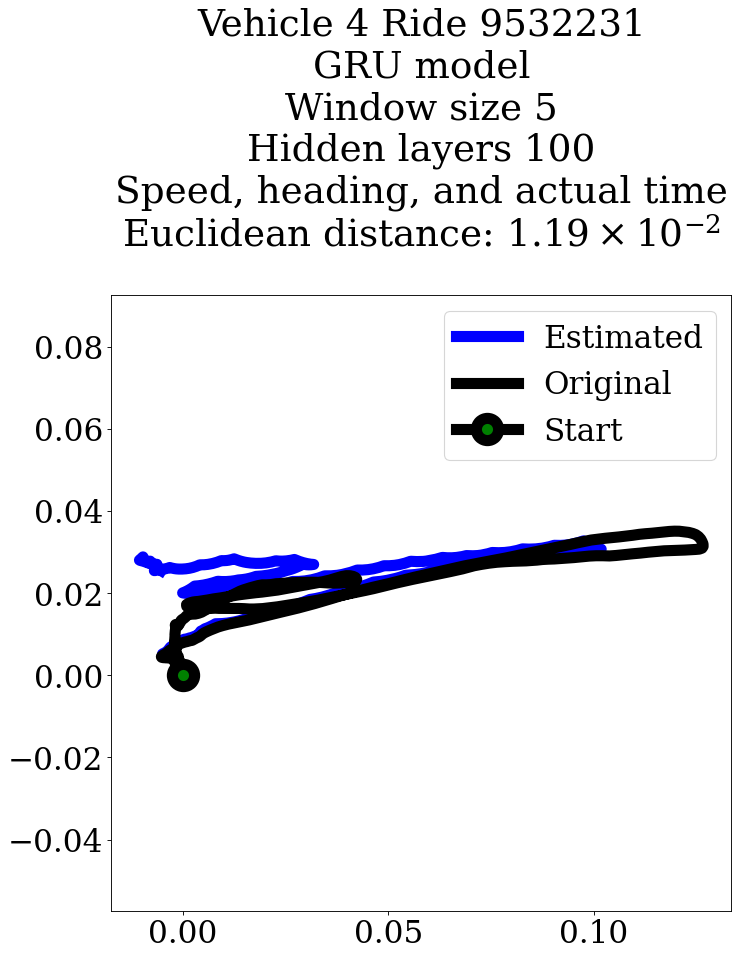 Vehicle 4 Ride 9532231
GRU model
Window size 5
Hidden layers 100
Speed, heading, and actual time
Euclidean distance: 1.19 × 10⁻²
Estimated
Original
Start
0.08
0.06
0.04
0.02
0.00
−0.02
−0.04
0.00 0.05 0.10